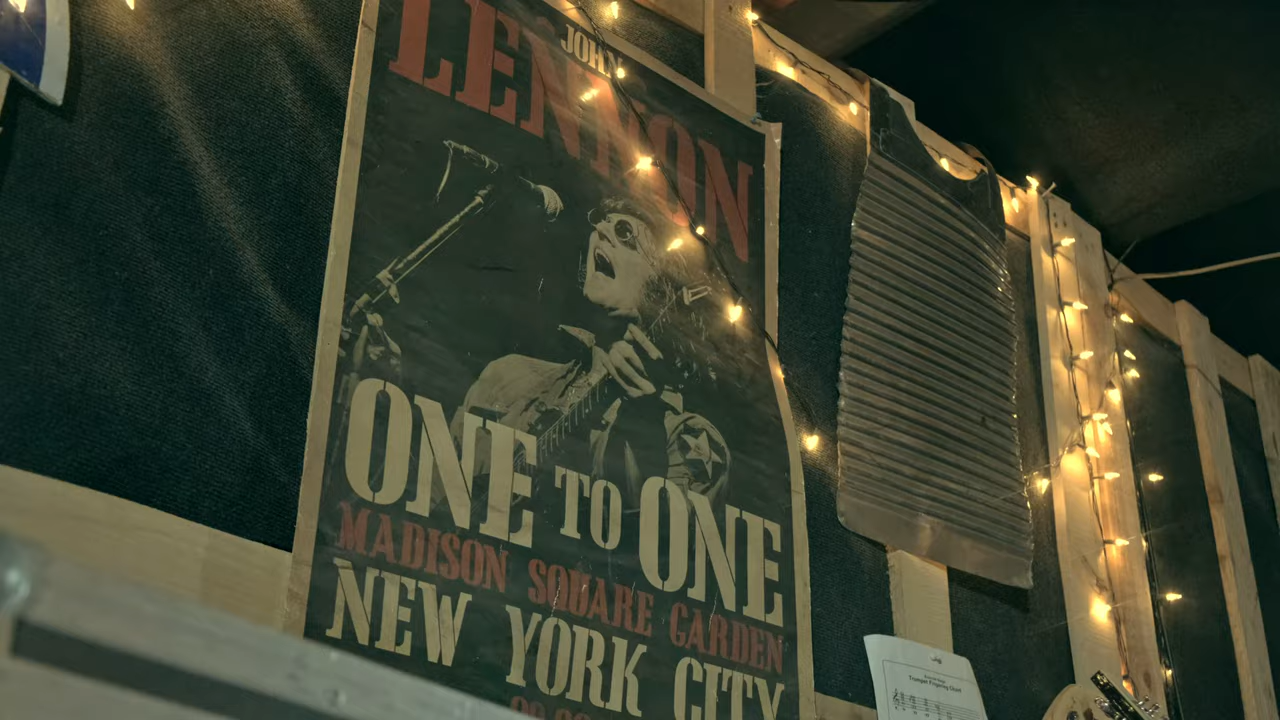 JOHN
LENNON
ONE TO ONE
MADISON SQUARE GARDEN
NEW YORK CITY
Trumpet Fingering Chart